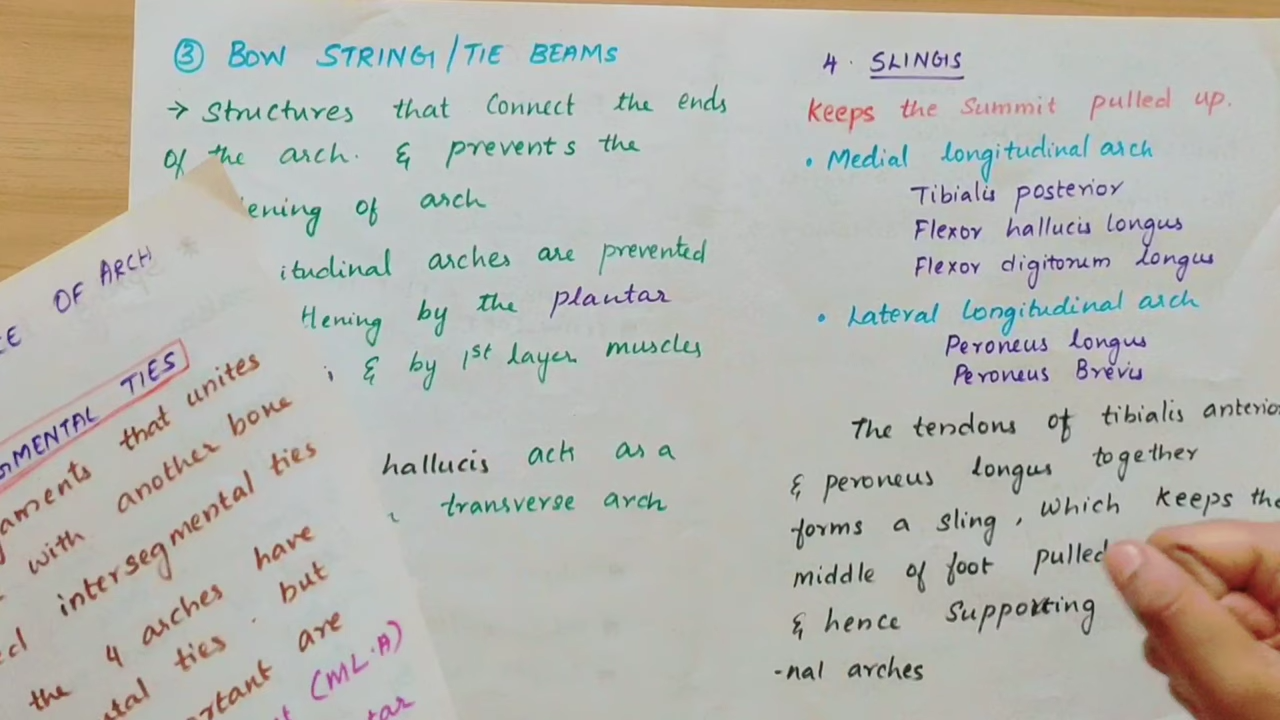 ③ BOW STRING/TIE BEAMS
→ structures that connect the ends
of the arch. & prevents the
ening of arch
itudinal arches are prevented
ttening by the plantar
& by 1st layer muscles
hallucis acts as a
transverse arch
4. SLINGS
Keeps the Summit pulled up.
• Medial longitudinal arch
Tibialis posterior
Flexor hallucis longus
Flexor digitorum longus
• Lateral longitudinal arch
Peroneus longus
Peroneus Brevis
The tendons of tibialis anterio
& peroneus longus together
forms a sling, which keeps the
middle of foot pulled
& hence supporting
-nal arches
OF ARCH
MENTAL TIES
aments that unites
with another bone
intersegmental ties
the 4 arches have
tal ties. but
rtant are
(ML.A)
tar